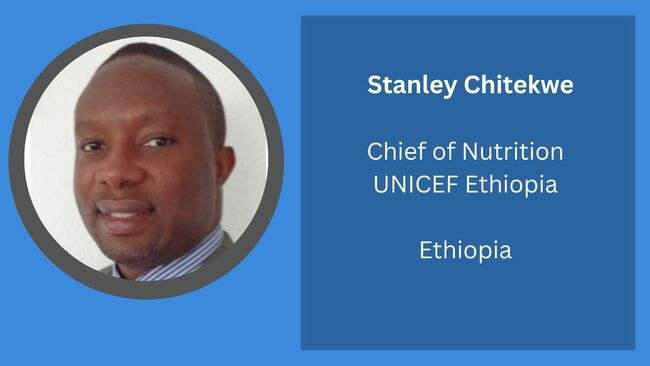 Stanley Chitekwe
Chief of Nutrition
UNICEF Ethiopia
Ethiopia